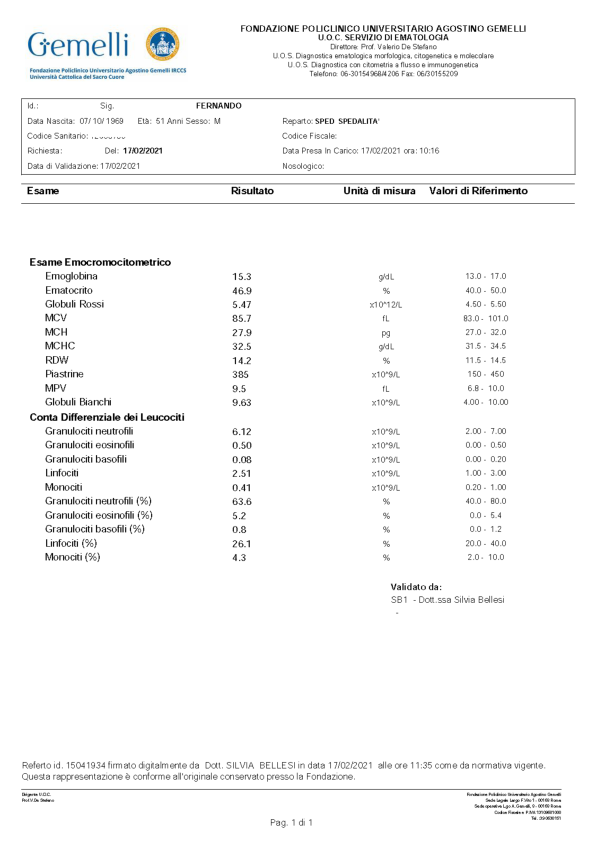 Gemelli
Fondazione Policlinico Universitario Agostino Gemelli IRCCS
Università Cattolica del Sacro Cuore
FONDAZIONE POLICLINICO UNIVERSITARIO AGOSTINO GEMELLI
U.O.C. SERVIZIO DI EMATOLOGIA
Direttore: Prof. Valerio De Stefano
U.O.S. Diagnostica ematologica morfologica, citogenetica e molecolare
U.O.S. Diagnostica con citometria a flusso e immunogenetica
Telefono: 06-30154968/4206 Fax: 06/30155209
Id.: Sig. FERNANDO
Data Nascita: 07/10/1969 Età: 51 Anni Sesso: M Reparto: SPED SPEDALITA'
Codice Sanitario: Codice Fiscale:
Richiesta: Del: 17/02/2021 Data Presa In Carico: 17/02/2021 ora: 10:16
Data di Validazione: 17/02/2021 Nosologico:
Esame Risultato Unità di misura Valori di Riferimento
Esame Emocromocitometrico
Emoglobina 15.3 g/dL 13.0 - 17.0
Ematocrito 46.9 % 40.0 - 50.0
Globuli Rossi 5.47 x10^12/L 4.50 - 5.50
MCV 85.7 fL 83.0 - 101.0
MCH 27.9 pg 27.0 - 32.0
MCHC 32.5 g/dL 31.5 - 34.5
RDW 14.2 % 11.5 - 14.5
Piastrine 385 x10^9/L 150 - 450
MPV 9.5 fL 6.8 - 10.0
Globuli Bianchi 9.63 x10^9/L 4.00 - 10.00
Conta Differenziale dei Leucociti
Granulociti neutrofili 6.12 x10^9/L 2.00 - 7.00
Granulociti eosinofili 0.50 x10^9/L 0.00 - 0.50
Granulociti basofili 0.08 x10^9/L 0.00 - 0.20
Linfociti 2.51 x10^9/L 1.00 - 3.00
Monociti 0.41 x10^9/L 0.20 - 1.00
Granulociti neutrofili (%) 63.6 % 40.0 - 80.0
Granulociti eosinofili (%) 5.2 % 0.0 - 5.4
Granulociti basofili (%) 0.8 % 0.0 - 1.2
Linfociti (%) 26.1 % 20.0 - 40.0
Monociti (%) 4.3 % 2.0 - 10.0
Validato da:
SB1 - Dott.ssa Silvia Bellesi
-
Referto id. 15041934 firmato digitalmente da Dott. SILVIA BELLESI in data 17/02/2021 alle ore 11:35 come da normativa vigente.
Questa rappresentazione è conforme all'originale conservato presso la Fondazione.
Dirigente U.O.C.
Prof.V.De Stefano
Fondazione Policlinico Universitario Agostino Gemelli
Sede Legale Largo F.Vito 1 - 00168 Roma
Sede operativa L.go A. Gemelli, 8 - 00168 Roma
Pag. 1 di 1